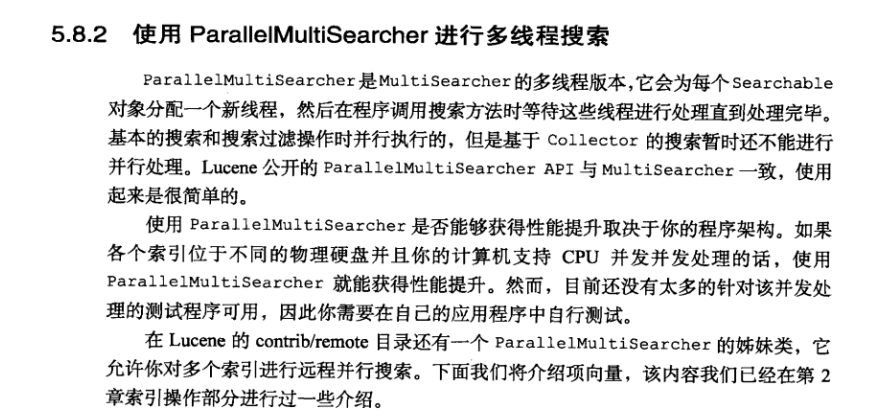 5.8.2 使用 ParallelMultiSearcher 进行多线程搜索
ParallelMultiSearcher是MultiSearcher的多线程版本,它会为每个Searchable
对象分配一个新线程，然后在程序调用搜索方法时等待这些线程进行处理直到处理完毕。
基本的搜索和搜索过滤操作时并行执行的，但是基于 Collector 的搜索暂时还不能进行
并行处理。Lucene 公开的 ParallelMultiSearcher API 与 MultiSearcher 一致，使用
起来是很简单的。
使用 ParallelMultiSearcher 是否能够获得性能提升取决于你的程序架构。如果
各个索引位于不同的物理硬盘并且你的计算机支持 CPU 并发并发处理的话，使用
ParallelMultiSearcher 就能获得性能提升。然而，目前还没有太多的针对该并发处
理的测试程序可用，因此你需要在自己的应用程序中自行测试。
在 Lucene 的 contrib/remote 目录还有一个 ParallelMultiSearcher 的姊妹类，它
允许你对多个索引进行远程并行搜索。下面我们将介绍项向量，该内容我们已经在第 2
章索引操作部分进行过一些介绍。